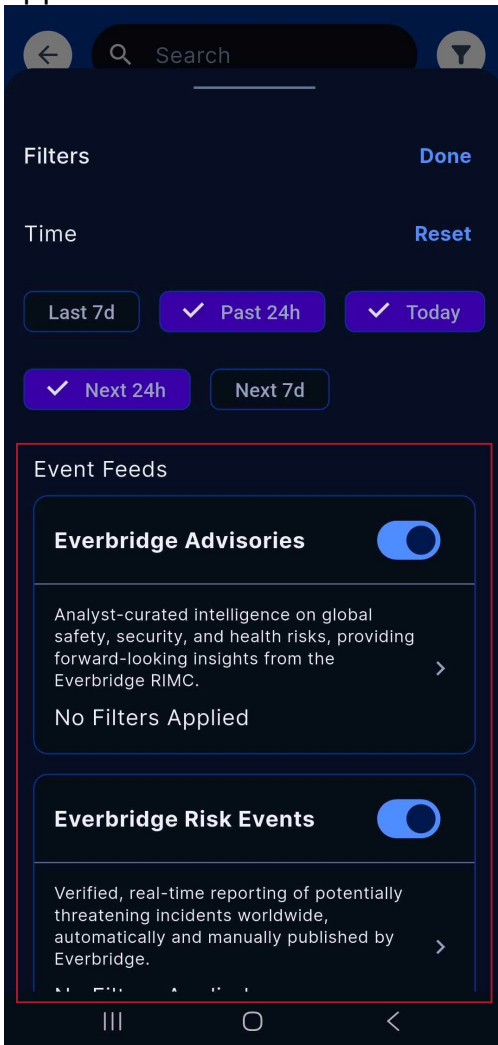 Search
Filters
Done
Time
Reset
Last 7d
Past 24h
Today
Next 24h
Next 7d
Event Feeds
Everbridge Advisories
Analyst-curated intelligence on global
safety, security, and health risks, providing
forward-looking insights from the
Everbridge RIMC.
No Filters Applied
Everbridge Risk Events
Verified, real-time reporting of potentially
threatening incidents worldwide,
automatically and manually published by
Everbridge.